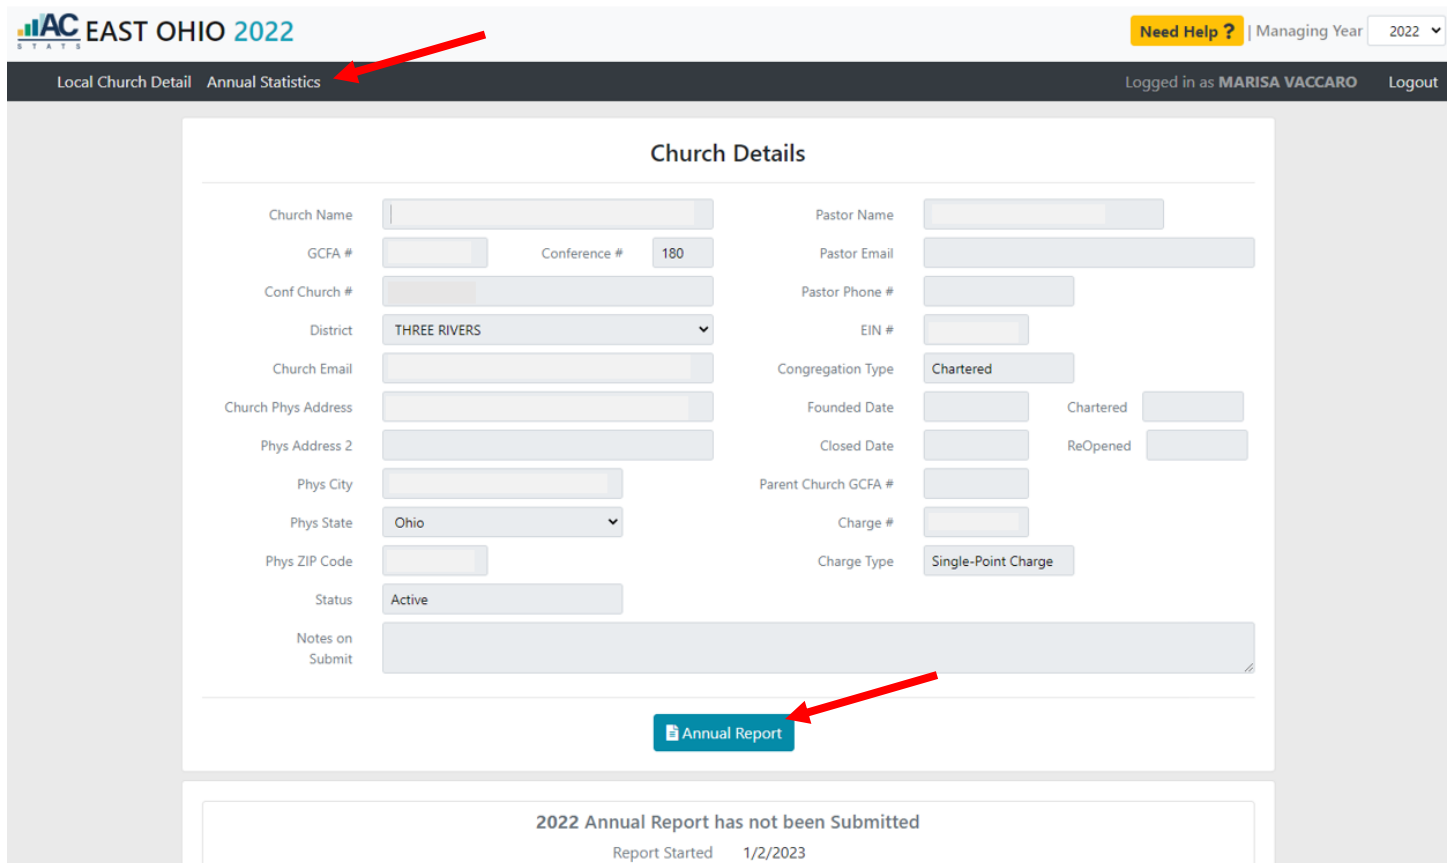 AC EAST OHIO 2022
STATS
Need Help ? | Managing Year 2022
Local Church Detail Annual Statistics
Logged in as MARISA VACCARO Logout
Church Details
Church Name
Pastor Name
GCFA #
Conference # 180
Pastor Email
Conf Church #
Pastor Phone #
District THREE RIVERS
EIN #
Church Email
Congregation Type Chartered
Church Phys Address
Founded Date
Chartered
Phys Address 2
Closed Date
ReOpened
Phys City
Parent Church GCFA #
Phys State Ohio
Charge #
Phys ZIP Code
Charge Type Single-Point Charge
Status Active
Notes on
Submit
Annual Report
2022 Annual Report has not been Submitted
Report Started 1/2/2023